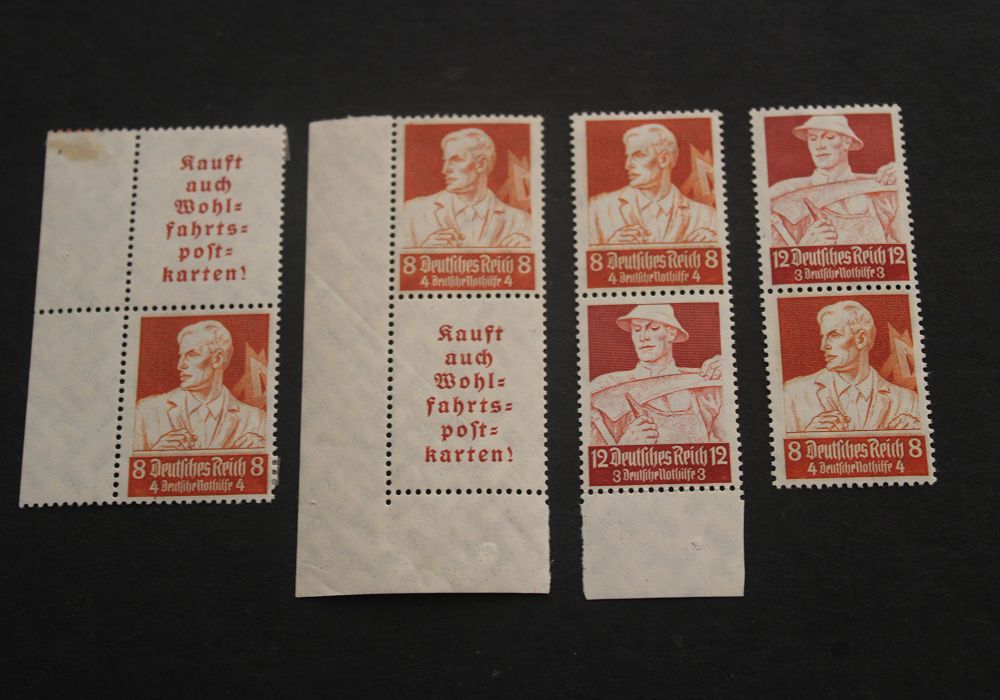 Kauft
auch
Wohl=
fahrts=
post=
karten!
8 Deutsches Reich 8
4 Deutsche Nothilfe 4
8 Deutsches Reich 8
4 Deutsche Nothilfe 4
Kauft
auch
Wohl=
fahrts=
post=
karten!
8 Deutsches Reich 8
4 Deutsche Nothilfe 4
12 Deutsches Reich 12
3 Deutsche Nothilfe 3
12 Deutsches Reich 12
3 Deutsche Nothilfe 3
8 Deutsches Reich 8
4 Deutsche Nothilfe 4